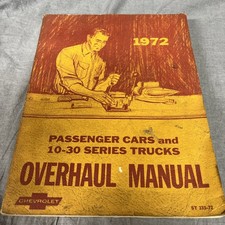 1972
PASSENGER CARS and
10-30 SERIES TRUCKS
OVERHAUL MANUAL
CHEVROLET